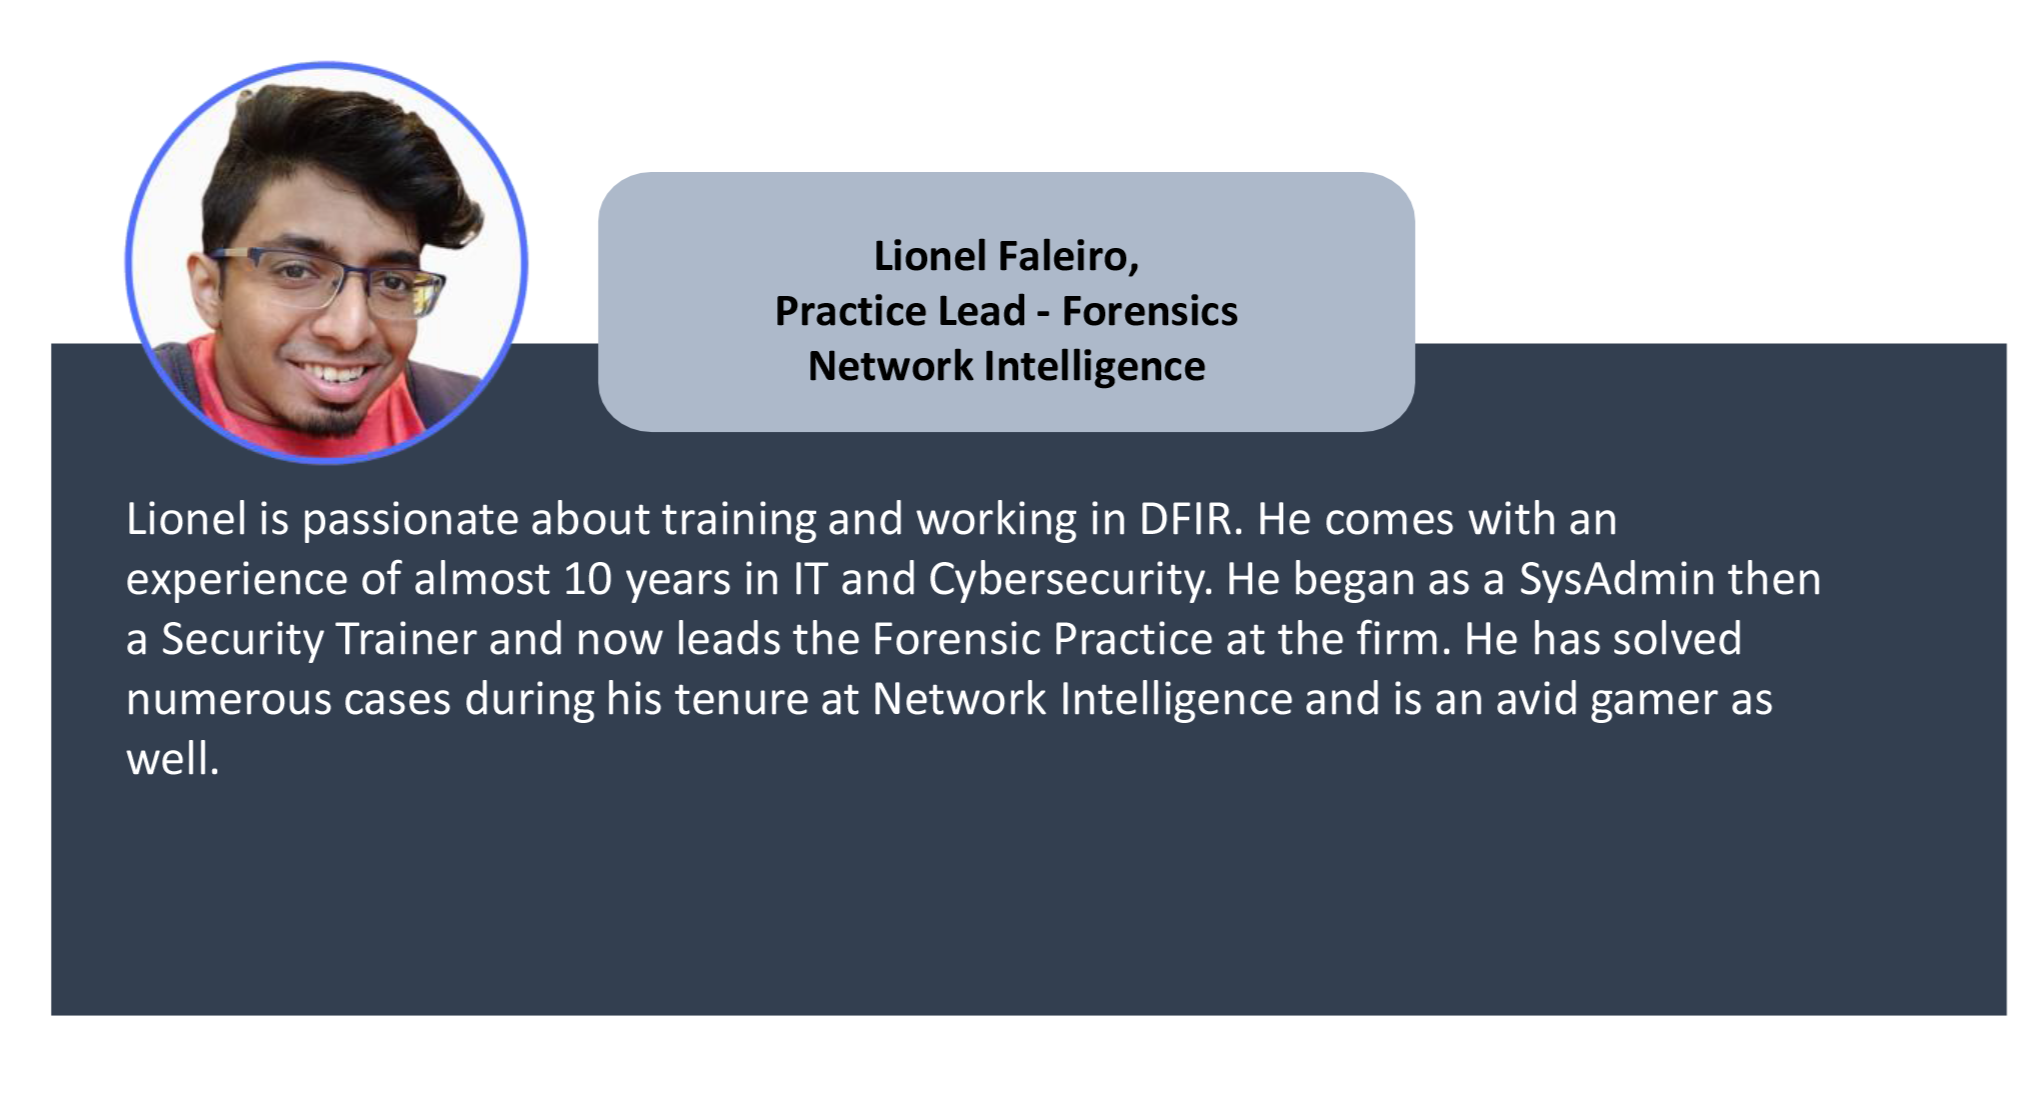 Lionel Faleiro,
Practice Lead - Forensics
Network Intelligence
Lionel is passionate about training and working in DFIR. He comes with an
experience of almost 10 years in IT and Cybersecurity. He began as a SysAdmin then
a Security Trainer and now leads the Forensic Practice at the firm. He has solved
numerous cases during his tenure at Network Intelligence and is an avid gamer as
well.